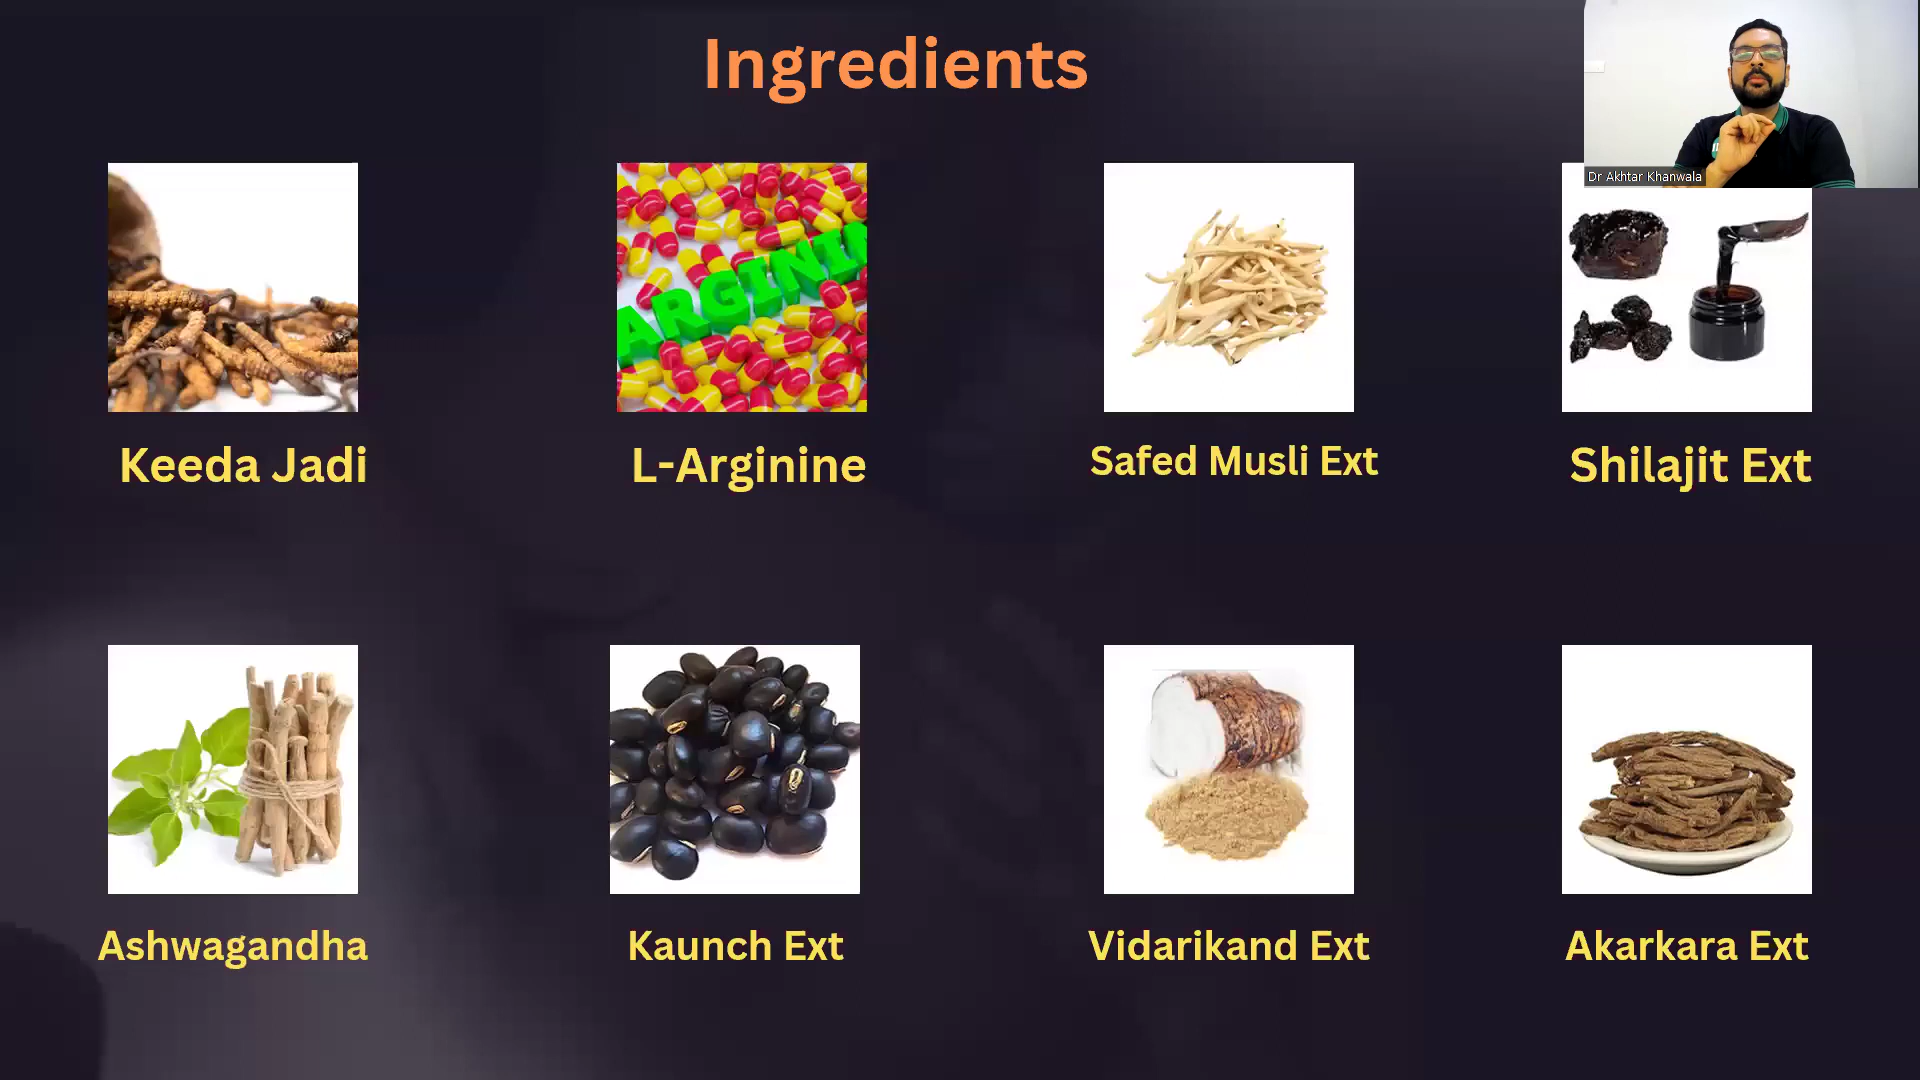 Ingredients
Dr Akhtar Khanwala
ARGININ
Keeda Jadi
L-Arginine
Safed Musli Ext
Shilajit Ext
Ashwagandha
Kaunch Ext
Vidarikand Ext
Akarkara Ext